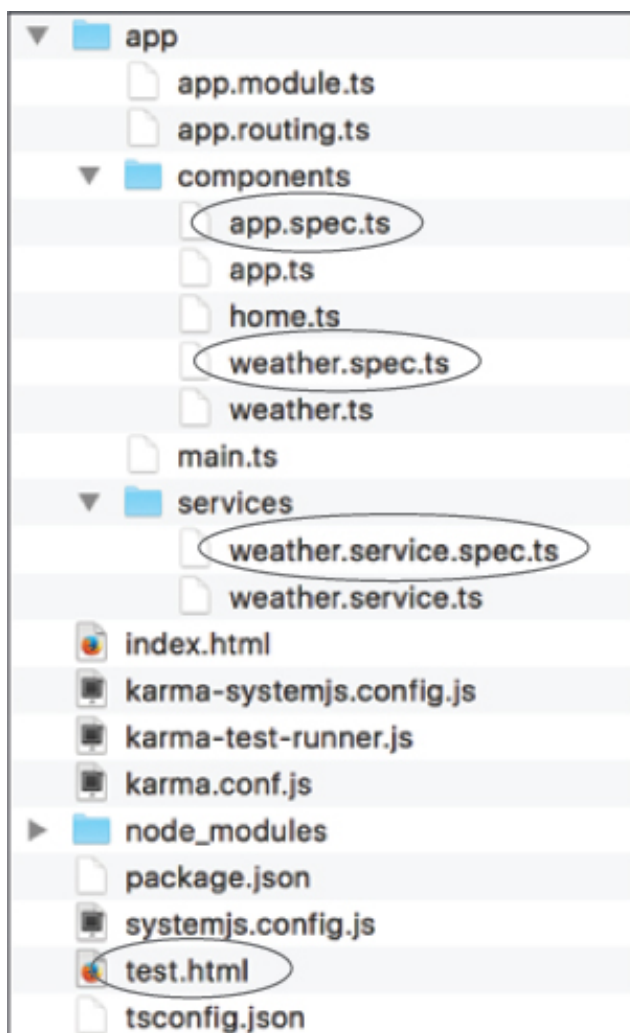 app
app.module.ts
app.routing.ts
components
app.spec.ts
app.ts
home.ts
weather.spec.ts
weather.ts
main.ts
services
weather.service.spec.ts
weather.service.ts
index.html
karma-systemjs.config.js
karma-test-runner.js
karma.conf.js
node_modules
package.json
systemjs.config.js
test.html
tsconfig.json